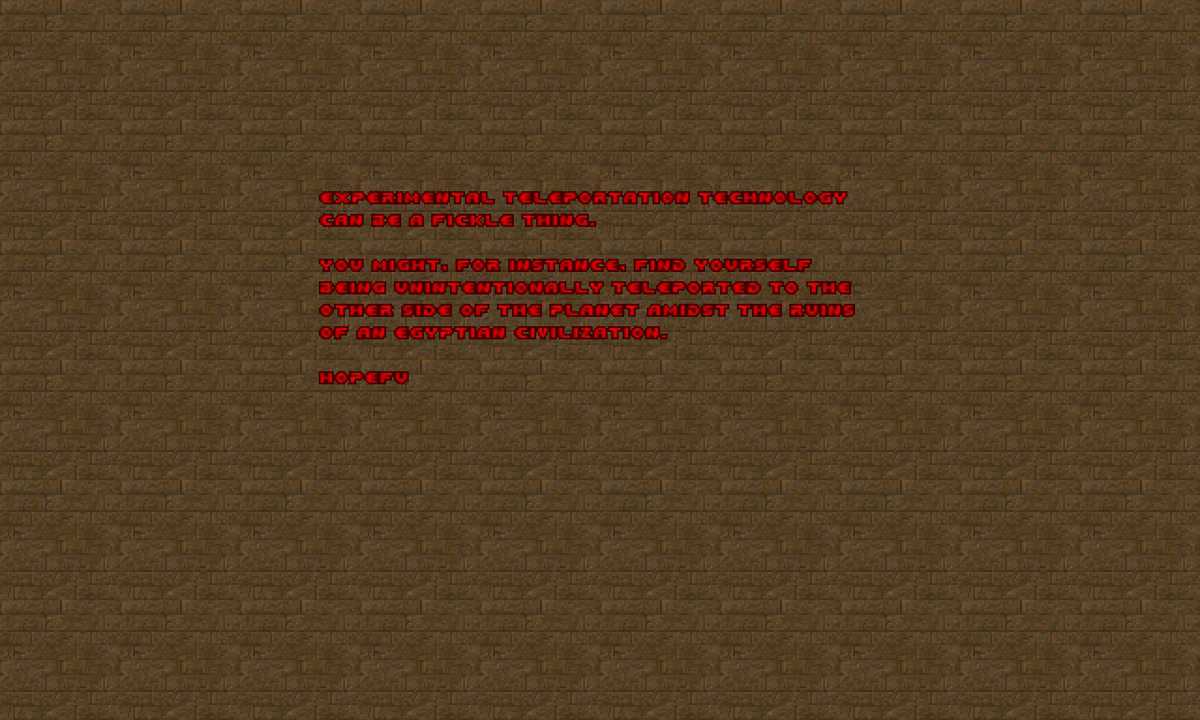 EXPERIMENTAL TELEPORTATION TECHNOLOGY
CAN BE A FICKLE THING.
YOU MIGHT, FOR INSTANCE, FIND YOURSELF
BEING UNINTENTIONALLY TELEPORTED TO THE
OTHER SIDE OF THE PLANET AMIDST THE RUINS
OF AN EGYPTIAN CIVILIZATION.
HOPEFU